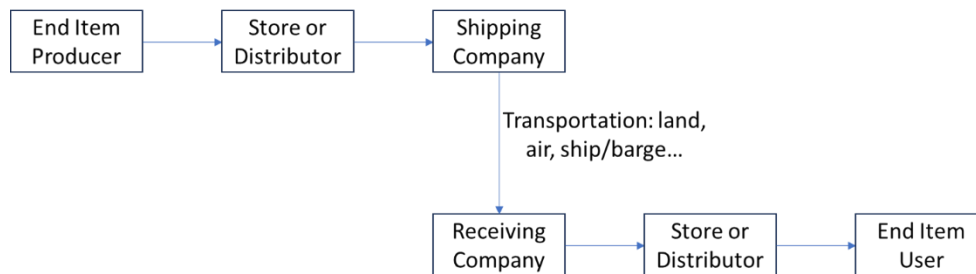 End Item
Producer
Store or
Distributor
Shipping
Company
Transportation: land,
air, ship/barge...
Receiving
Company
Store or
Distributor
End Item
User